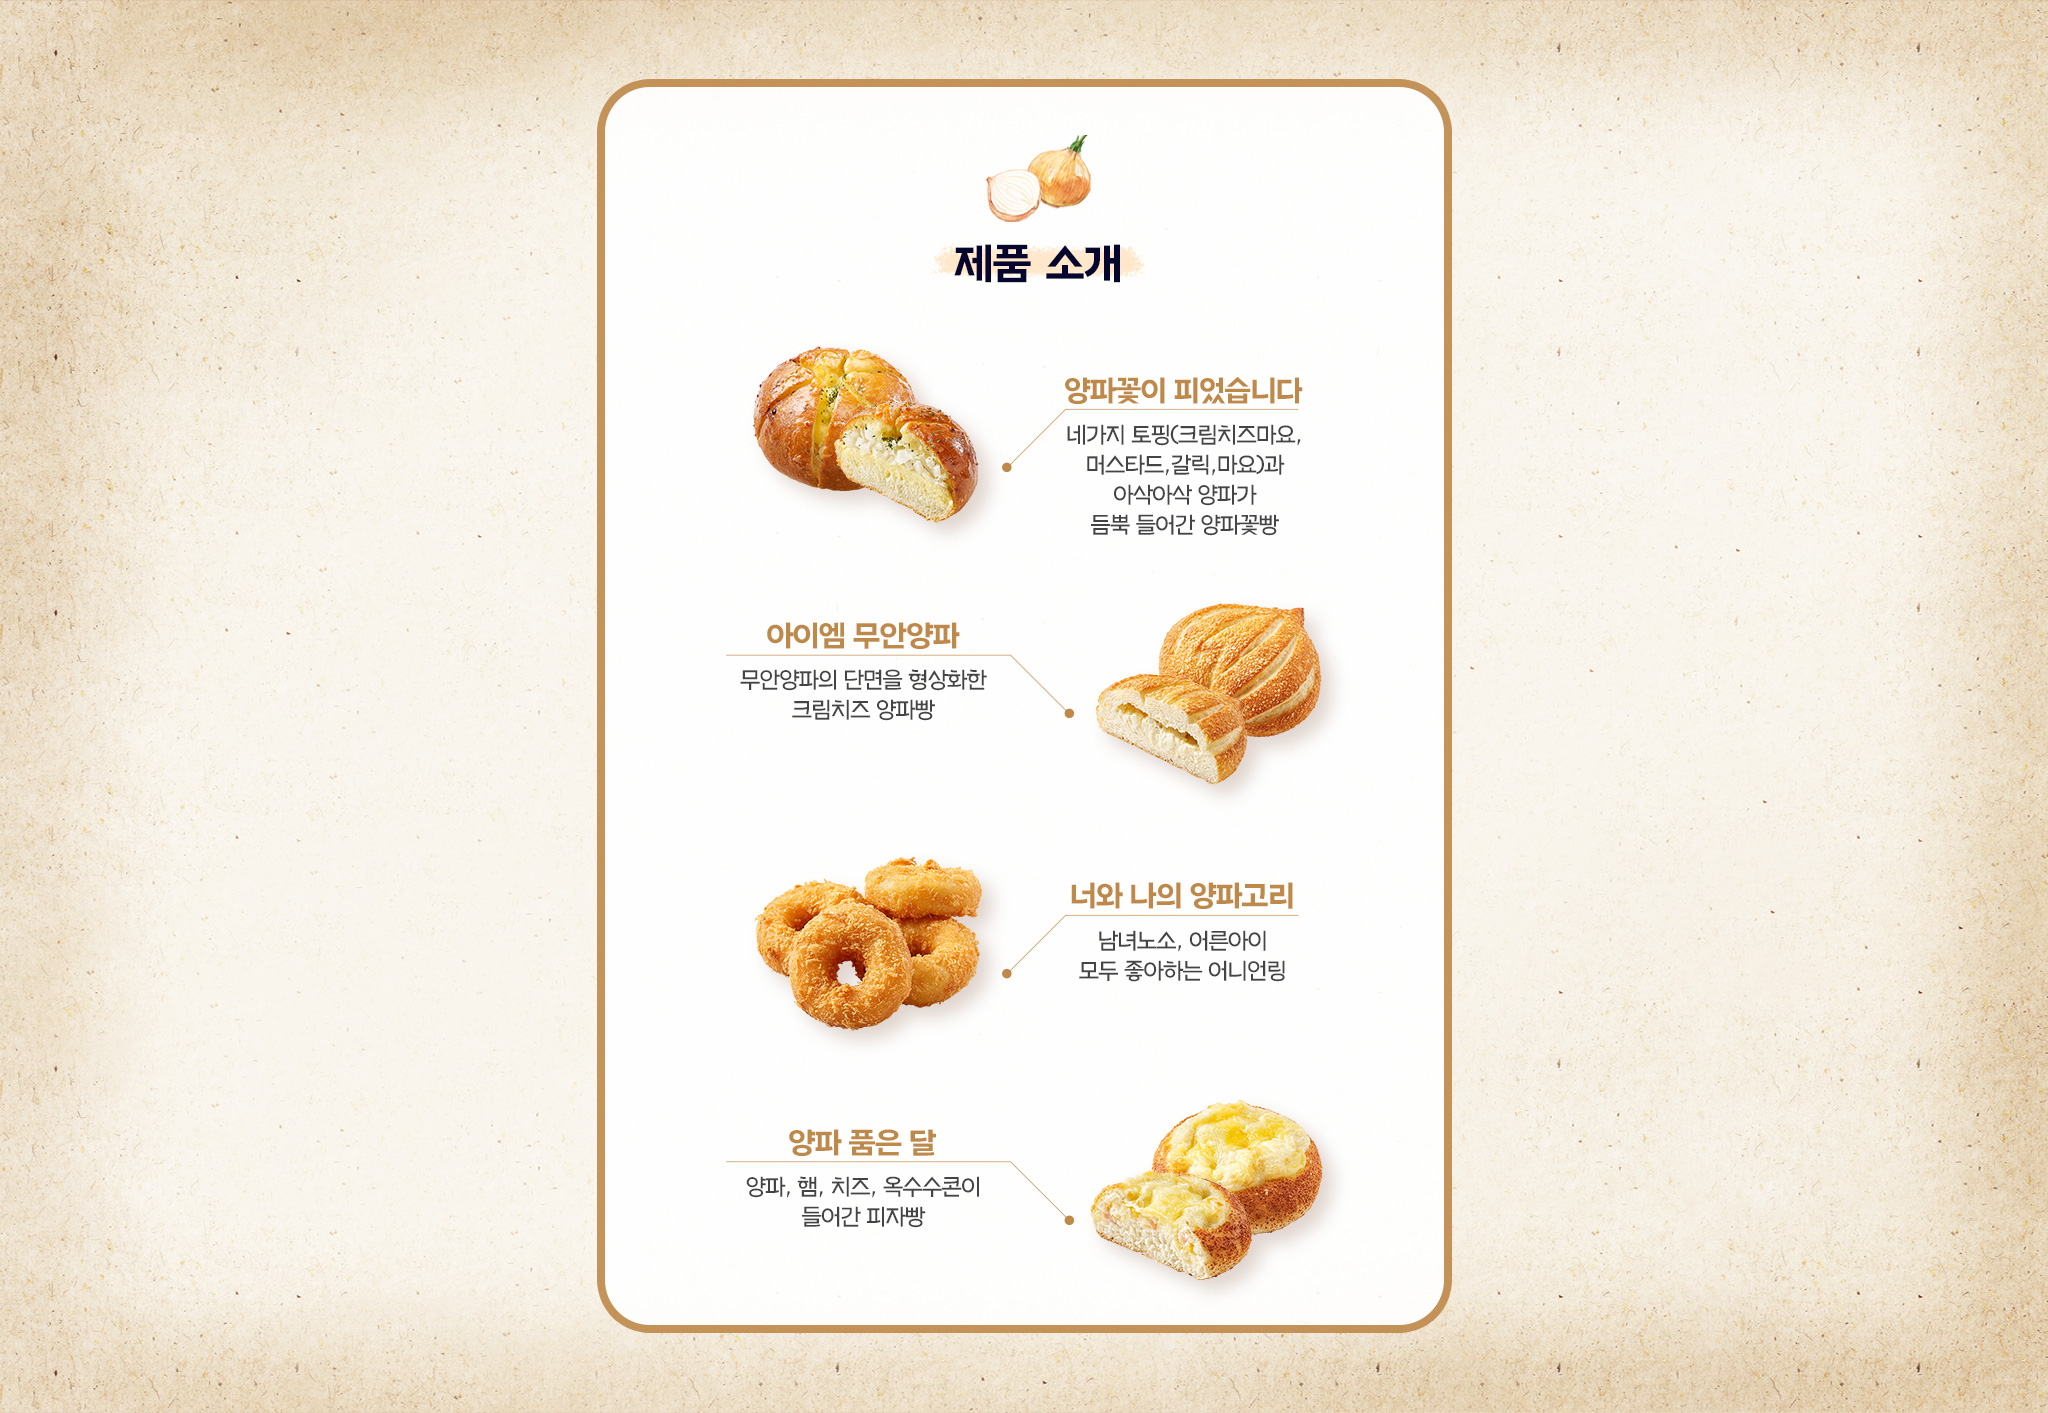 제품 소개
양파꽃이 피었습니다
네가지 토핑(크림치즈마요,
머스타드,갈릭,마요)과
아삭아삭 양파가
듬뿍 들어간 양파꽃빵
아이엠 무안양파
무안양파의 단면을 형상화한
크림치즈 양파빵
너와 나의 양파고리
남녀노소, 어른아이
모두 좋아하는 어니언링
양파 품은 달
양파, 햄, 치즈, 옥수수콘이
들어간 피자빵